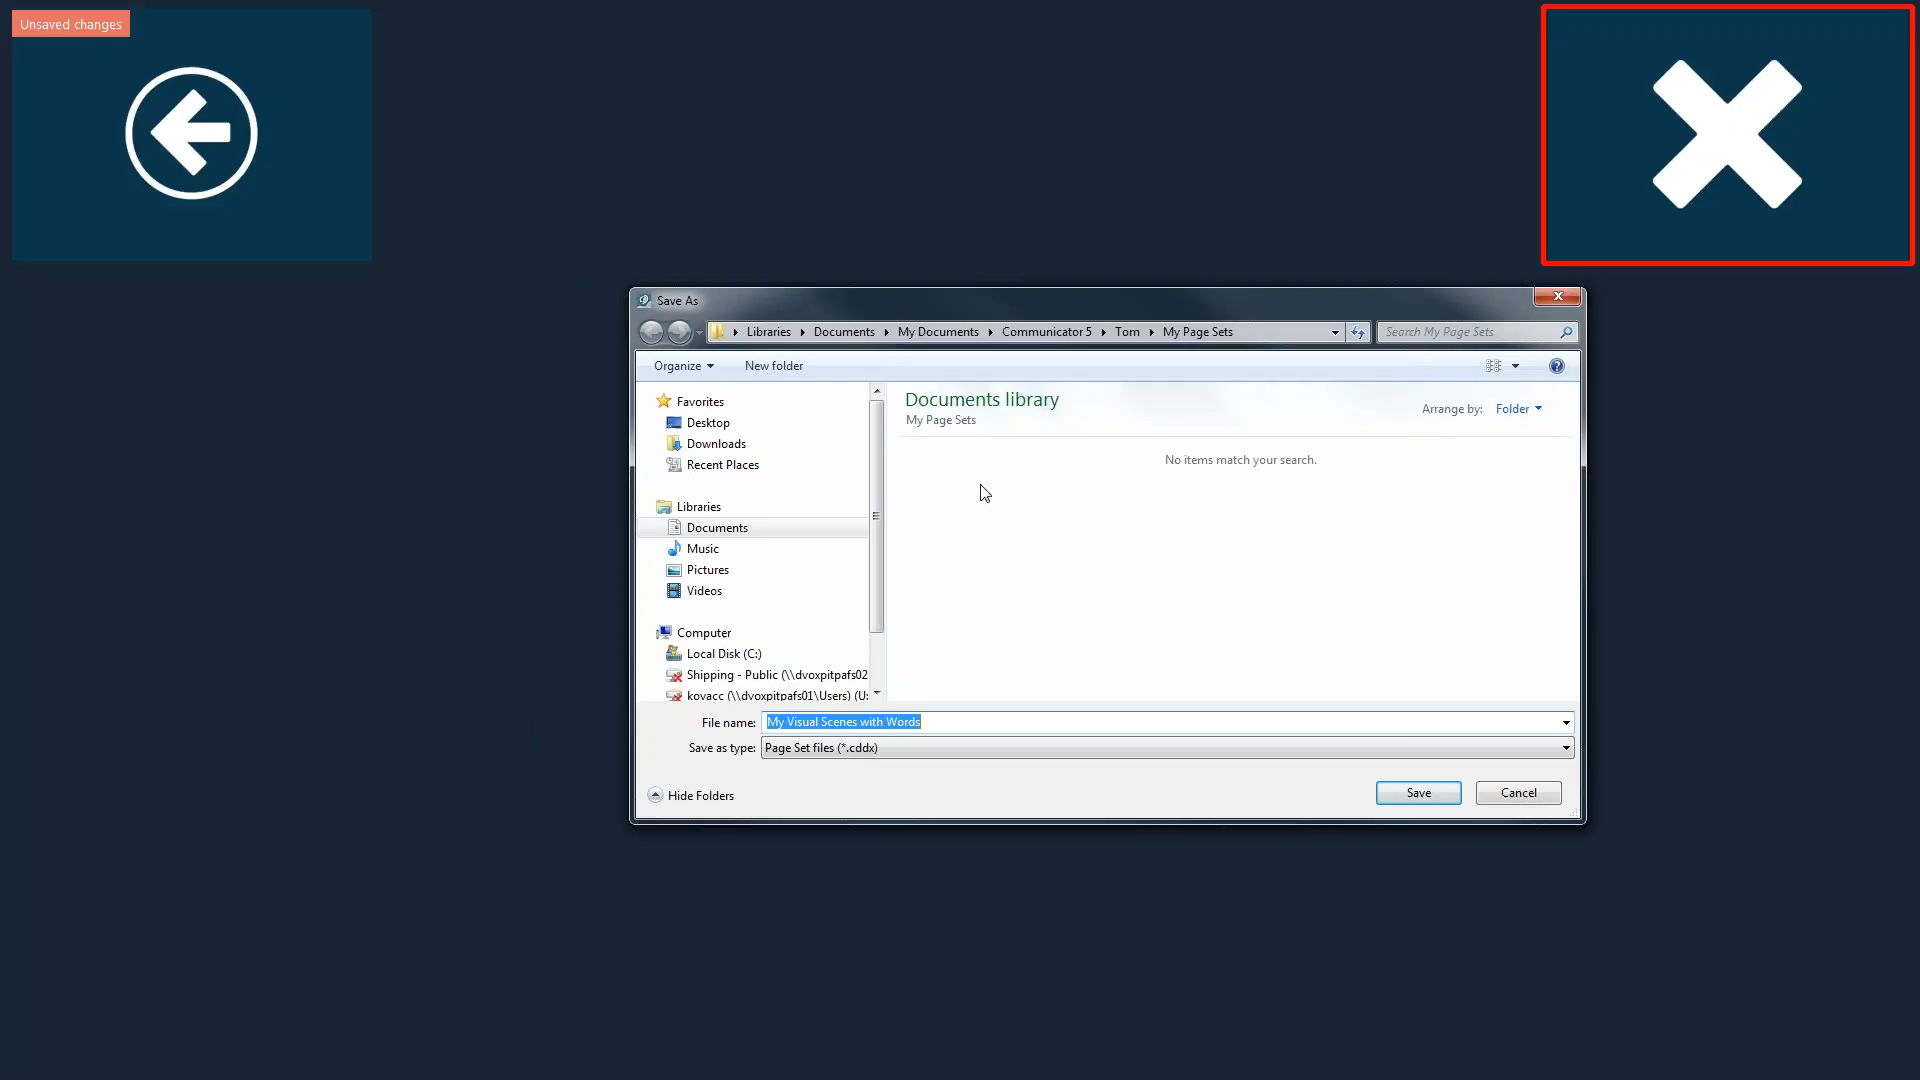 Unsaved changes
Save As
Libraries Documents My Documents Communicator 5 Tom My Page Sets
Search My Page Sets
Organize New folder
Favorites
Desktop
Downloads
Recent Places
Libraries
Documents
Music
Pictures
Videos
Computer
Local Disk (C:)
Shipping - Public (\\dvoxpitpafs02
kovacc (\\dvoxpitpafs01\Users) (U:
Documents library
My Page Sets
Arrange by: Folder
No items match your search.
File name: My Visual Scenes with Words
Save as type: Page Set files (*.cddx)
Hide Folders
Save
Cancel